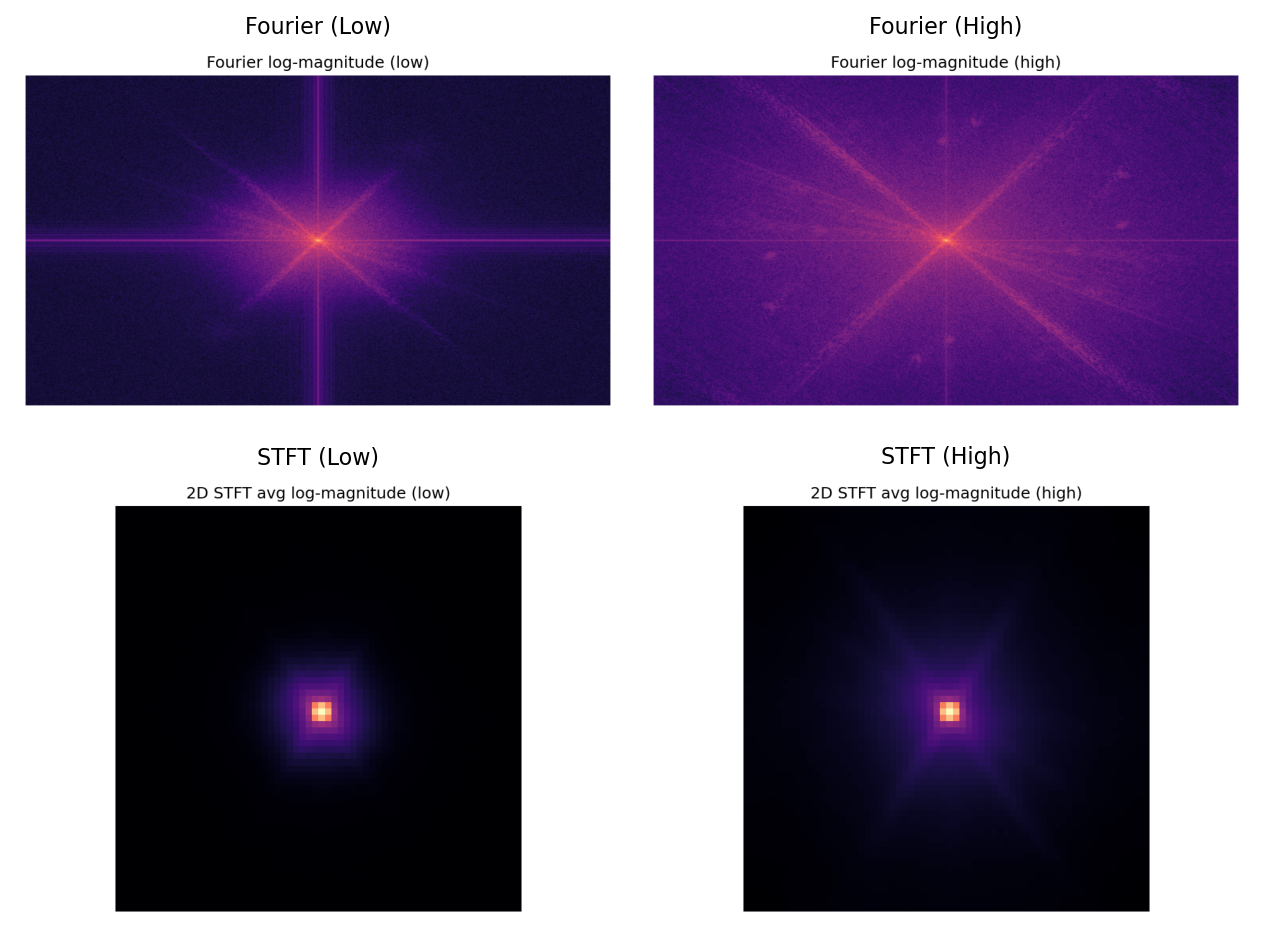 Fourier (Low)
Fourier (High)
Fourier log-magnitude (low)
Fourier log-magnitude (high)
STFT (Low)
STFT (High)
2D STFT avg log-magnitude (low)
2D STFT avg log-magnitude (high)